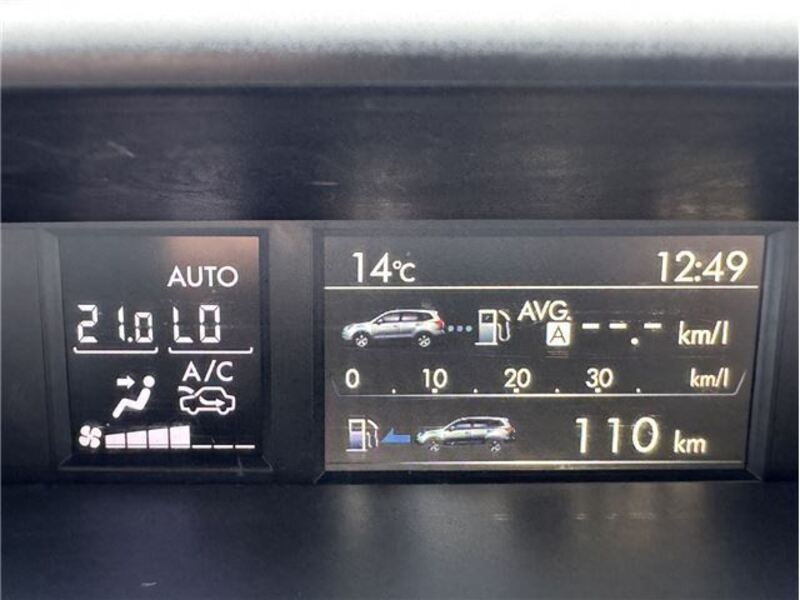 AUTO
21.0 LO
A/C
14°C 12:49
AVG.
A --.- km/l
0 . 10 . 20 . 30 . km/l
110 km